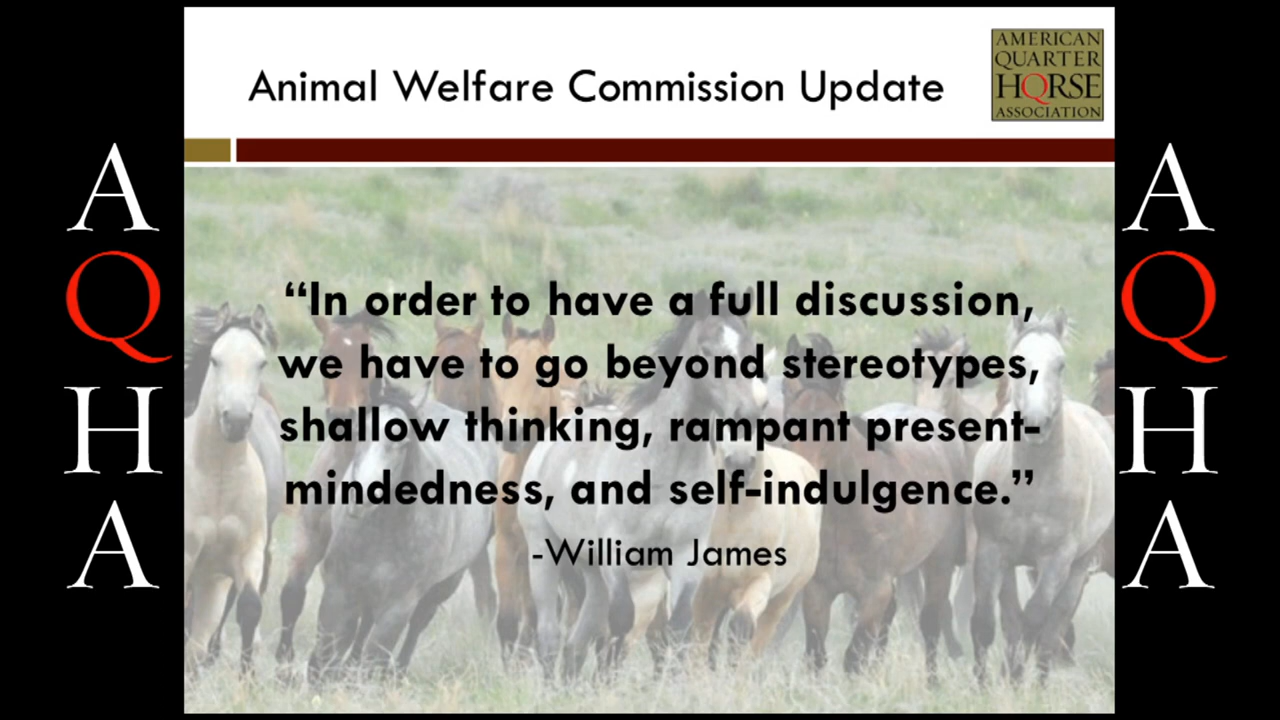 Animal Welfare Commission Update
AMERICAN
QUARTER
HORSE
ASSOCIATION
A
Q
H
A
“In order to have a full discussion,
we have to go beyond stereotypes,
shallow thinking, rampant present-
mindedness, and self-indulgence.”
-William James
A
Q
H
A